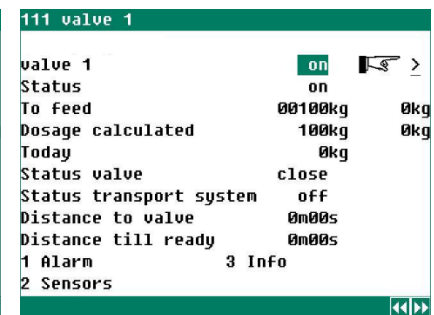 111 valve 1
valve 1 on >
Status on
To feed 00100kg 0kg
Dosage calculated 100kg 0kg
Today 0kg
Status valve close
Status transport system off
Distance to valve 0m00s
Distance till ready 0m00s
1 Alarm 3 Info
2 Sensors